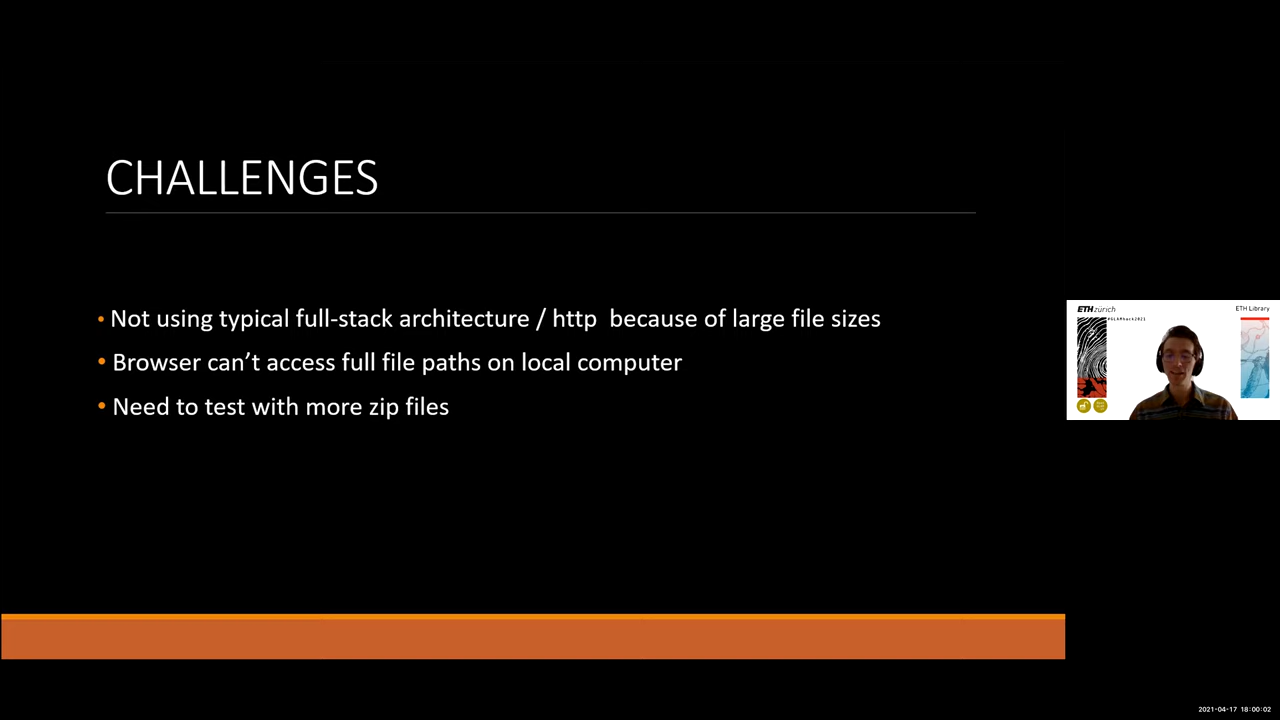 CHALLENGES
• Not using typical full-stack architecture / http  because of large file sizes
• Browser can’t access full file paths on local computer
• Need to test with more zip files
ETH zürich
ETH Library
#GLAMhack2021
2021-04-17 18:00:02